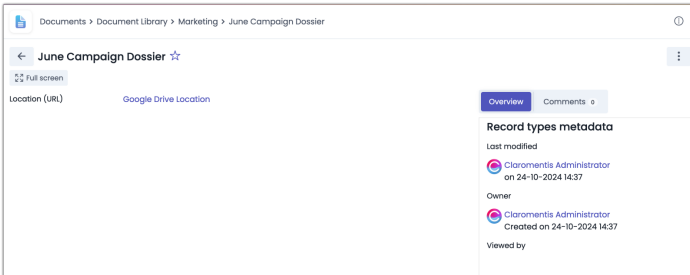 Documents > Document Library > Marketing > June Campaign Dossier
June Campaign Dossier
Full screen
Location (URL) Google Drive Location
Overview Comments 0
Record types metadata
Last modified
Claromentis Administrator
on 24-10-2024 14:37
Owner
Claromentis Administrator
Created on 24-10-2024 14:37
Viewed by